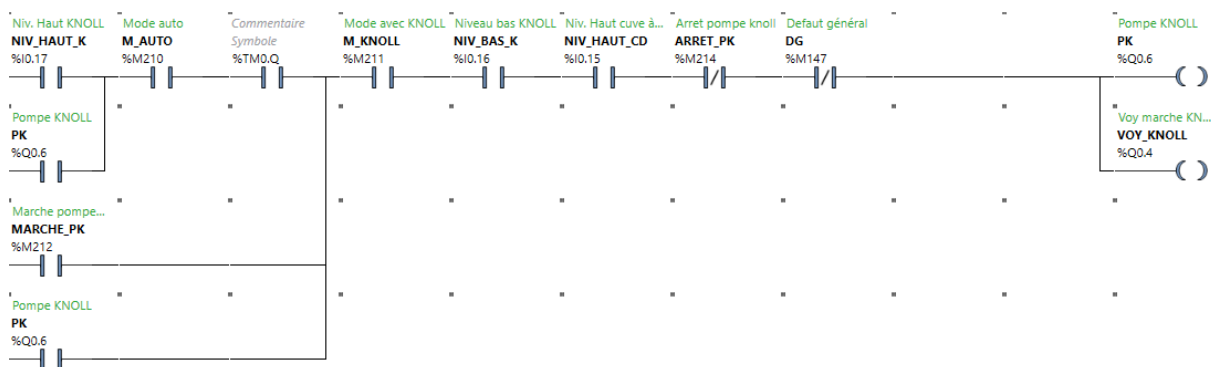 Niv. Haut KNOLL
NIV_HAUT_K
%I0.17
Mode auto
M_AUTO
%M210
Commentaire
Symbole
%TM0.Q
Mode avec KNOLL
M_KNOLL
%M211
Niveau bas KNOLL
NIV_BAS_K
%I0.16
Niv. Haut cuve à...
NIV_HAUT_CD
%I0.15
Arret pompe knoll
ARRET_PK
%M214
Defaut général
DG
%M147
Pompe KNOLL
PK
%Q0.6
Pompe KNOLL
PK
%Q0.6
Voy marche KN...
VOY_KNOLL
%Q0.4
Marche pompe...
MARCHE_PK
%M212
Pompe KNOLL
PK
%Q0.6